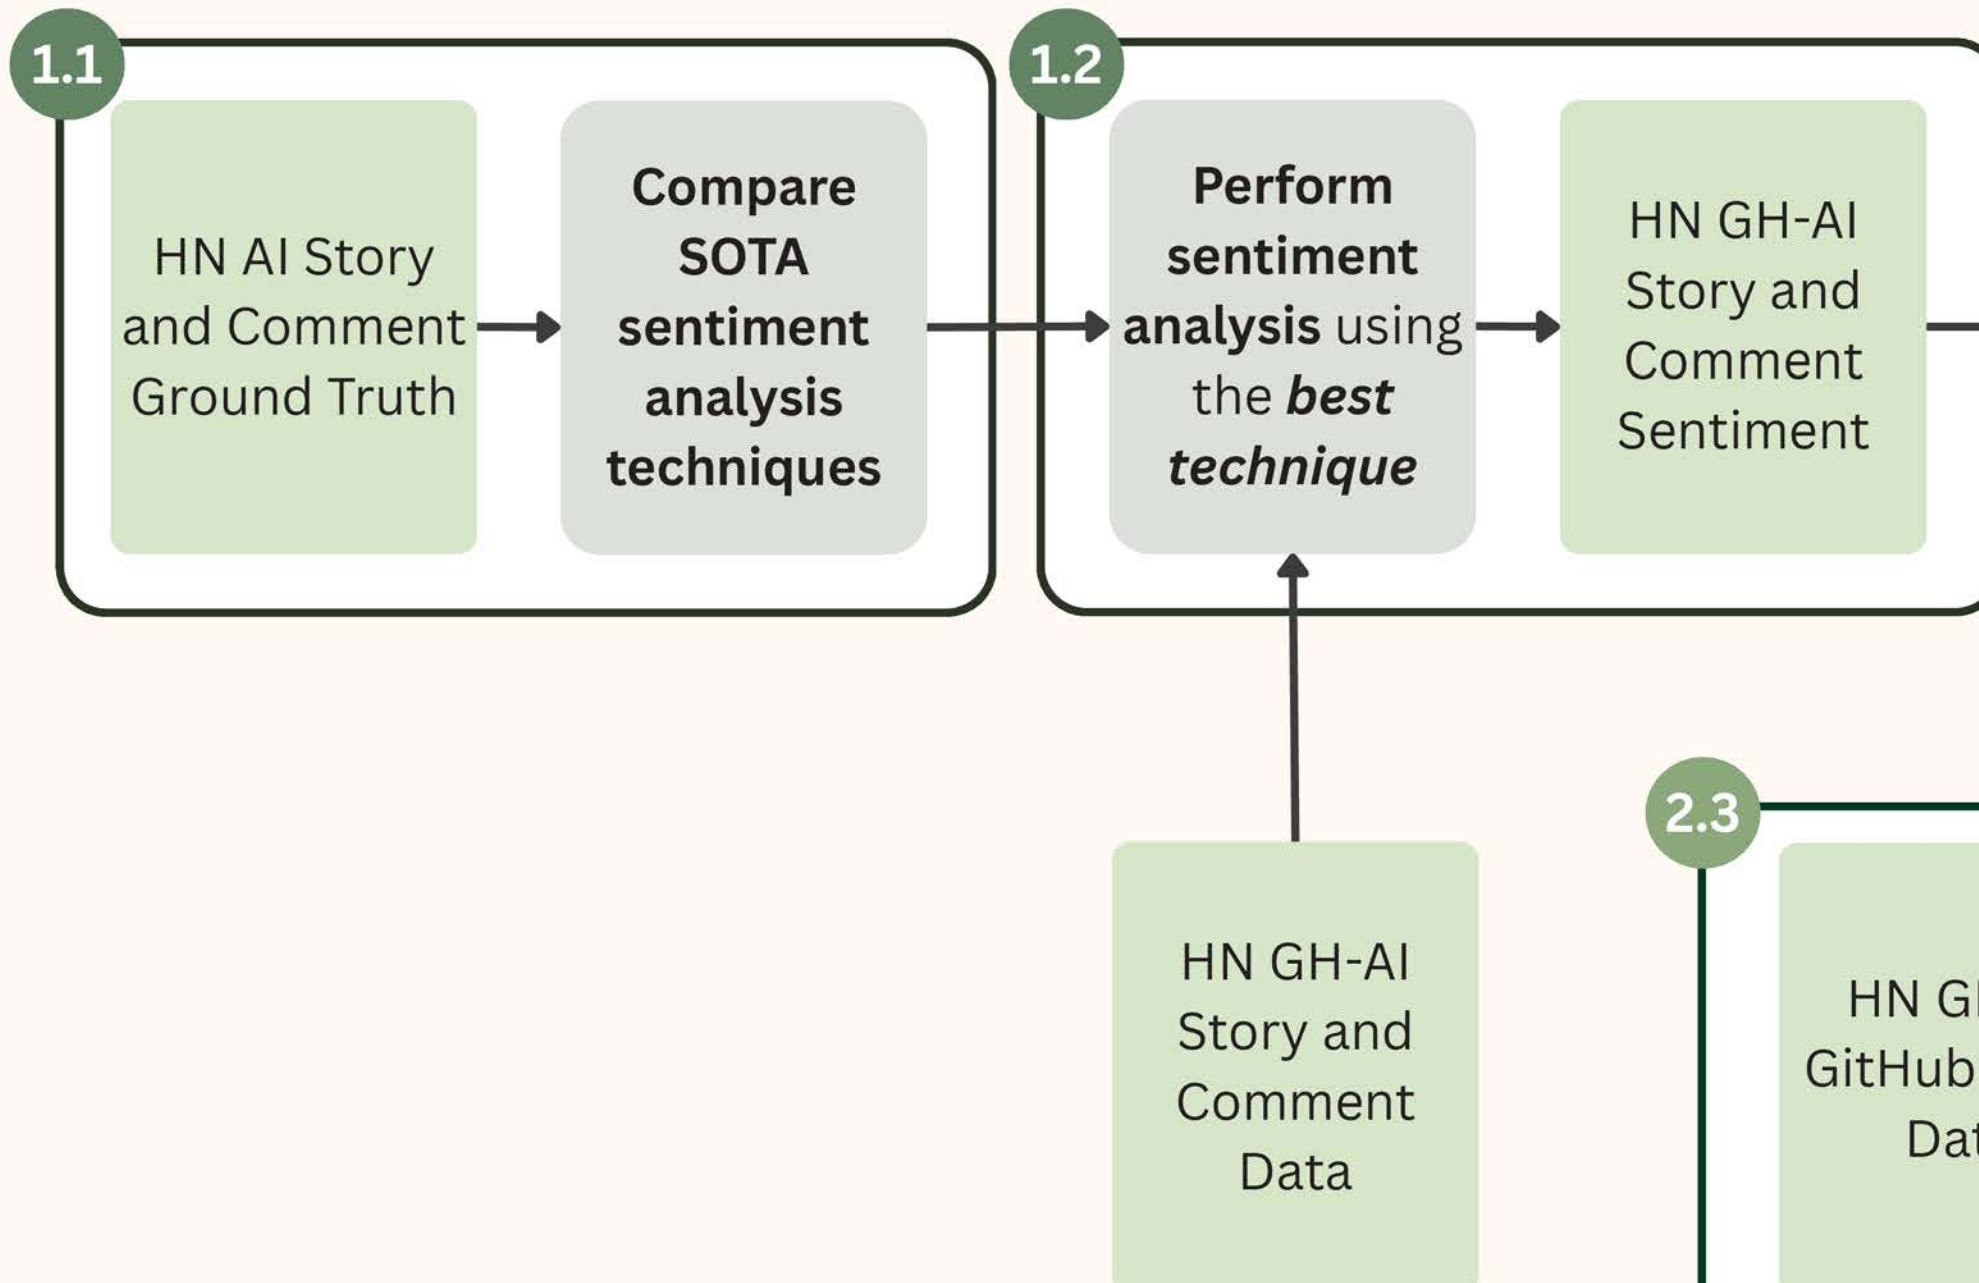 1.1
HN AI Story
and Comment
Ground Truth
Compare
SOTA
sentiment
analysis
techniques
1.2
Perform
sentiment
analysis using
the best
technique
HN GH-AI
Story and
Comment
Sentiment
HN GH-AI
Story and
Comment
Data
2.3
HN
GitHub